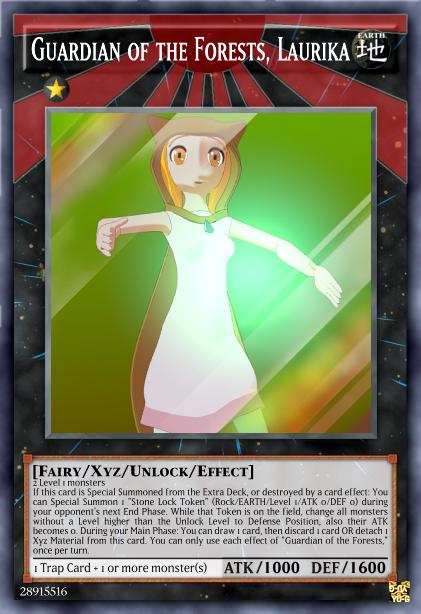 GUARDIAN OF THE FORESTS, LAURIKA
EARTH
地
[FAIRY/XYZ/UNLOCK/EFFECT]
2 Level 1 monsters
If this card is Special Summoned from the Extra Deck, or destroyed by a card effect: You
can Special Summon 1 "Stone Lock Token" (Rock/EARTH/Level 1/ATK 0/DEF 0) during
your opponent's next End Phase. While that Token is on the field, change all monsters
without a Level higher than the Unlock Level to Defense Position, also their ATK
becomes 0. During your Main Phase: You can draw 1 card, then discard 1 card OR detach 1
Xyz Material from this card. You can only use each effect of "Guardian of the Forests,"
once per turn.
1 Trap Card + 1 or more monster(s)
ATK/1000 DEF/1600
28915516